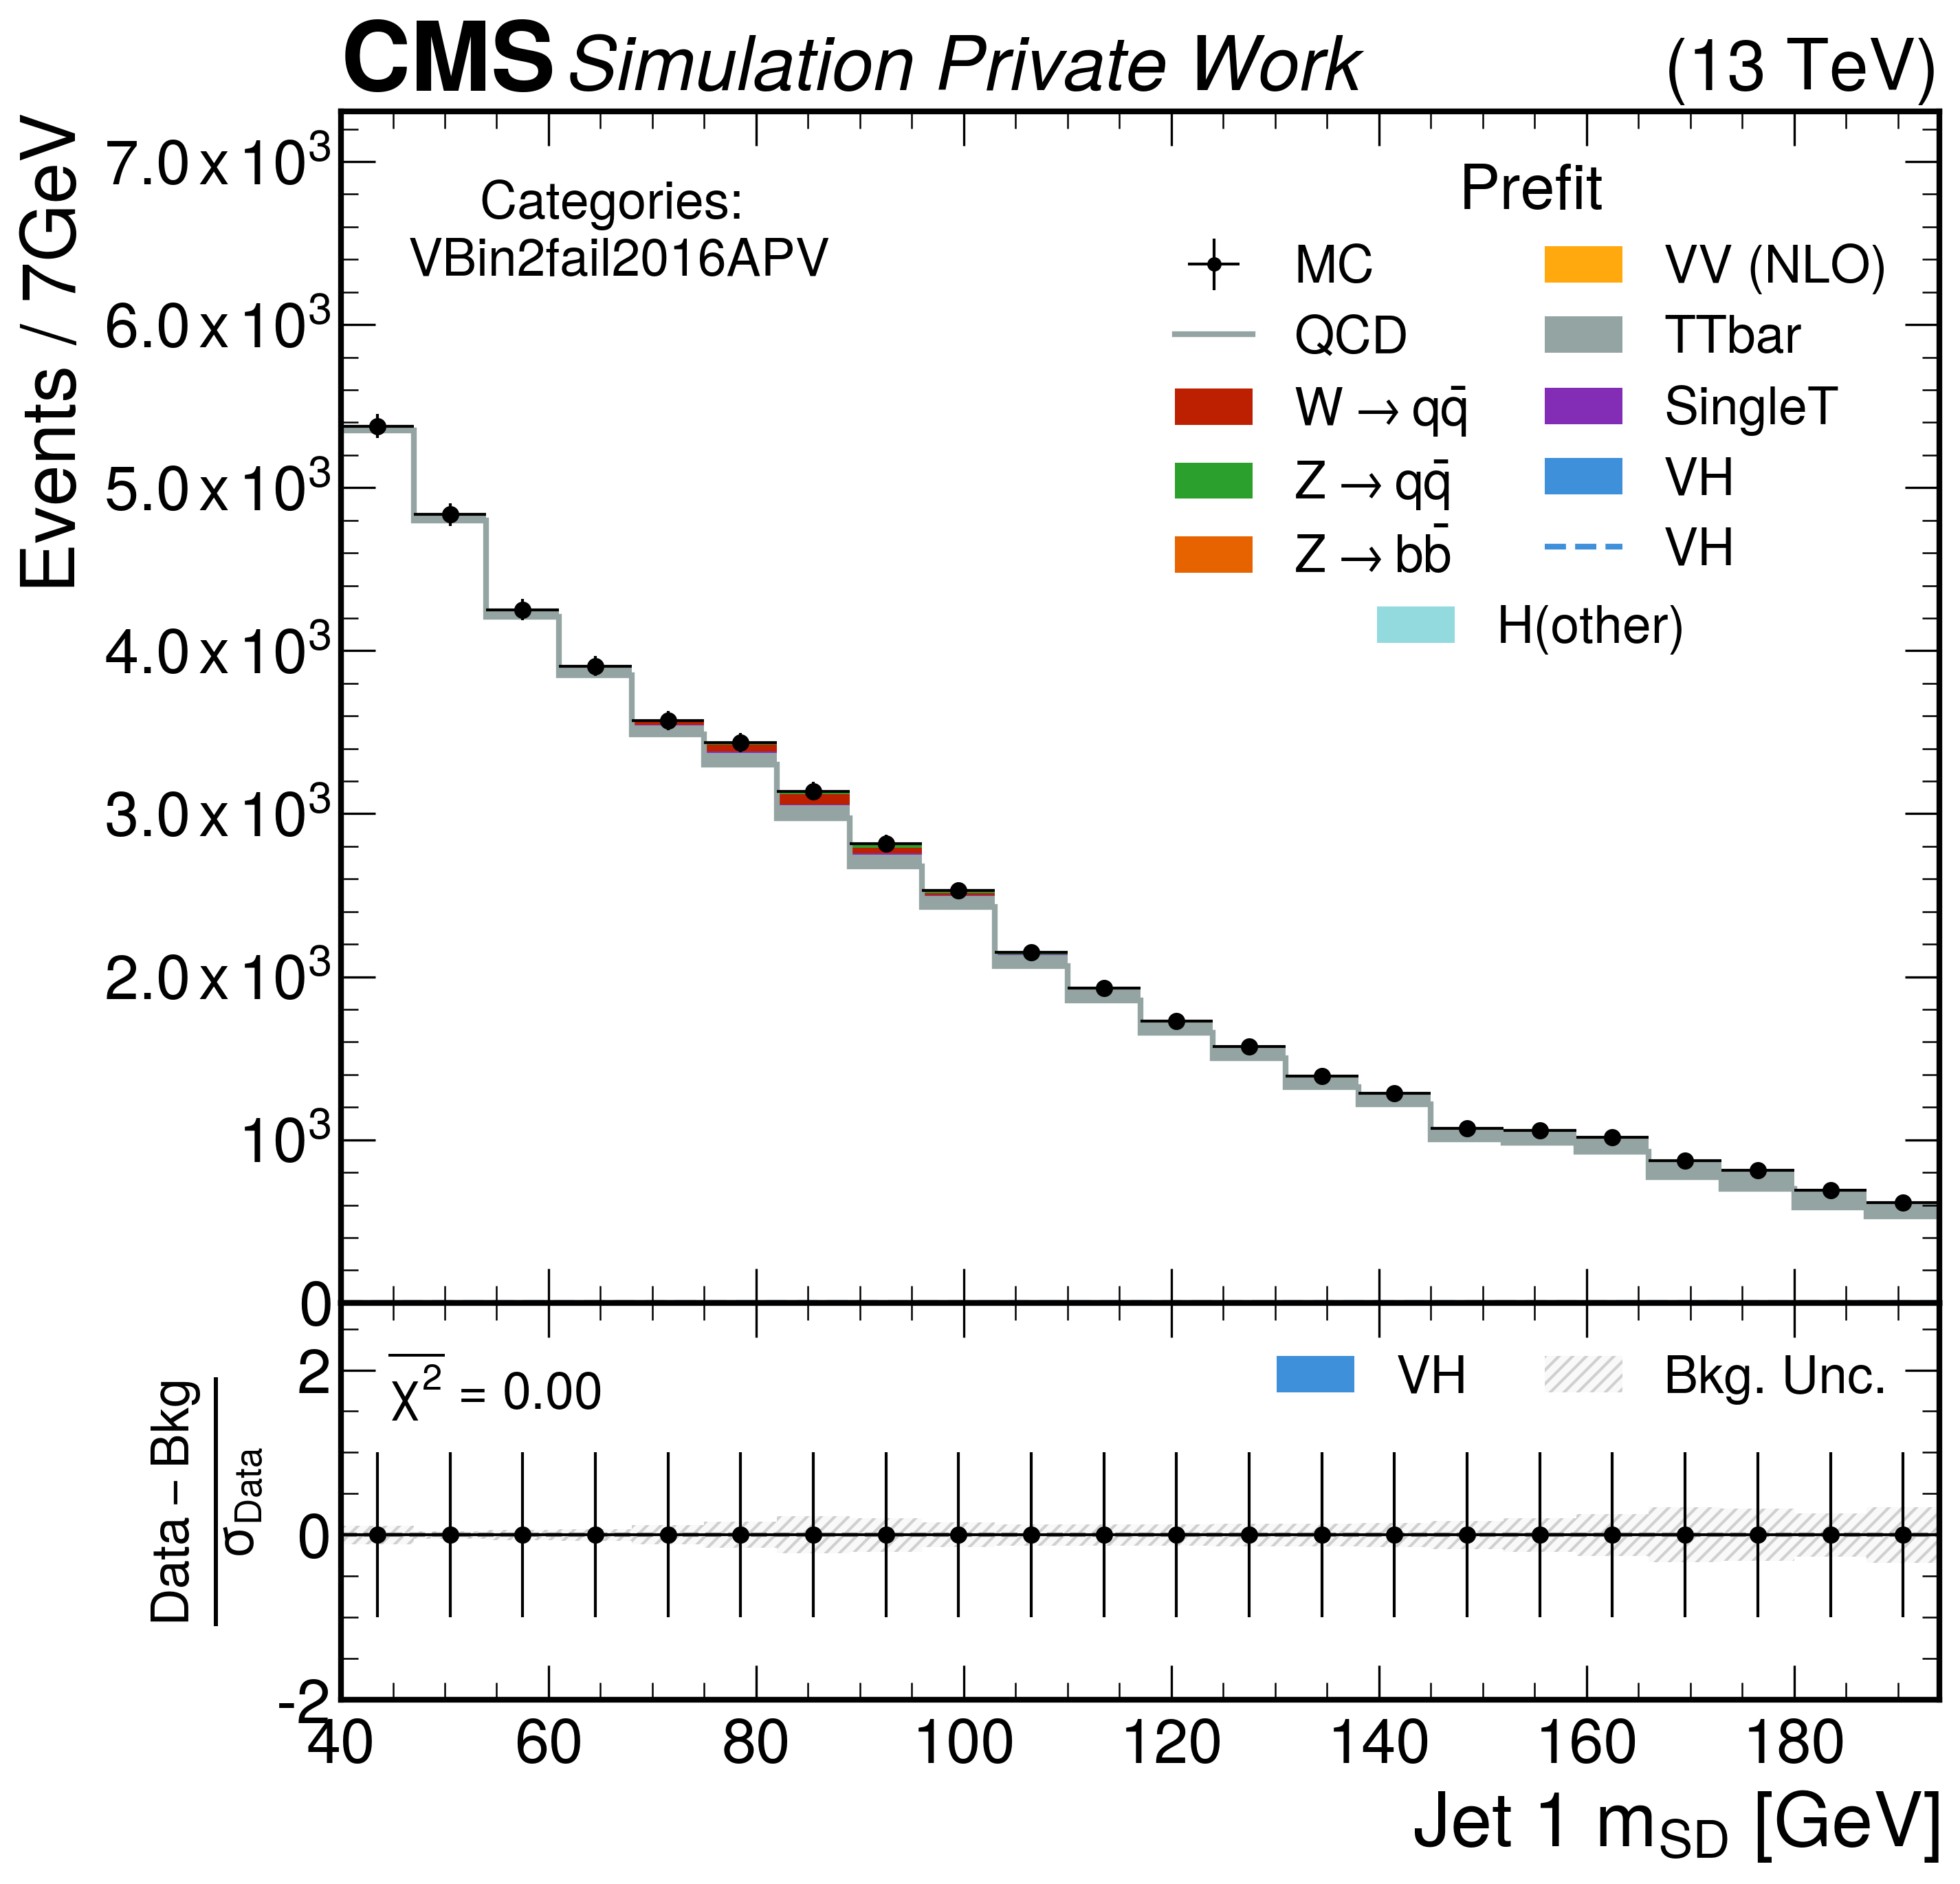 CMS Simulation Private Work (13 TeV)
Events / 7GeV
7.0 x 10³
6.0 x 10³
5.0 x 10³
4.0 x 10³
3.0 x 10³
2.0 x 10³
10³
0
Categories:
VBin2fail2016APV
Prefit
MC
QCD
W → qq̄
Z → qq̄
Z → bb̄
VV (NLO)
TTbar
SingleT
VH
VH
H(other)
Data – Bkg
σ_Data
2
0
-2
χ² = 0.00
VH
Bkg. Unc.
40 60 80 100 120 140 160 180
Jet 1 m_SD [GeV]